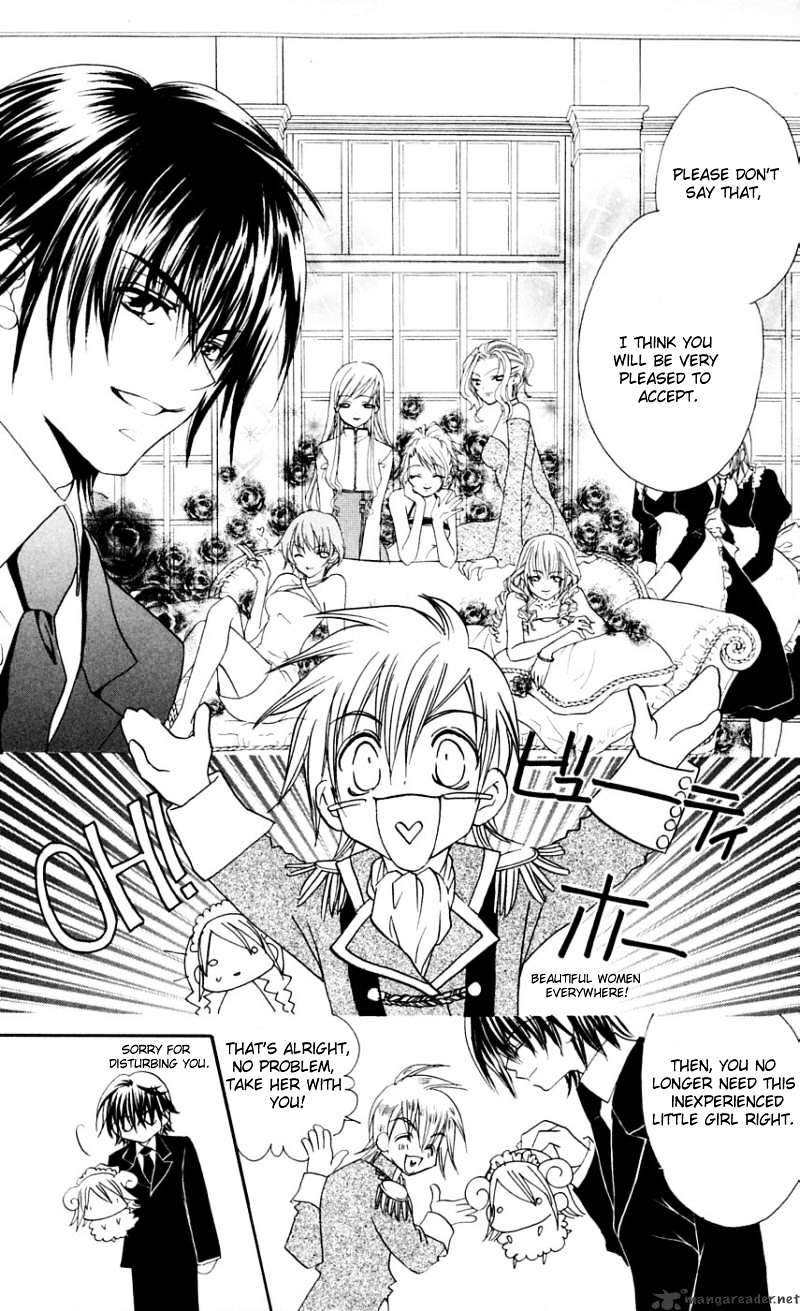 PLEASE DON'T
SAY THAT,
I THINK YOU
WILL BE VERY
PLEASED TO
ACCEPT.
OH!!
ビューティ
ホー
BEAUTIFUL WOMEN
EVERYWHERE!
THEN, YOU NO
LONGER NEED THIS
INEXPERIENCED
LITTLE GIRL RIGHT.
THAT'S ALRIGHT,
NO PROBLEM,
TAKE HER WITH
YOU!
SORRY FOR
DISTURBING YOU.
mangareader.net